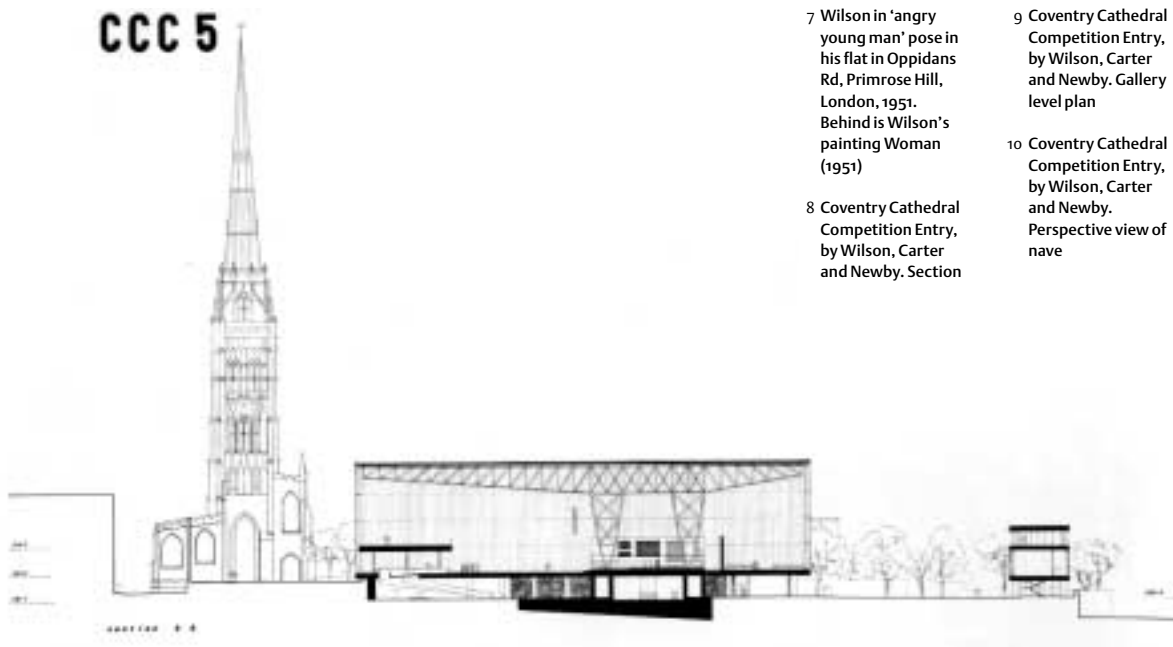 CCC 5
7 Wilson in ‘angry
young man’ pose in
his flat in Oppidans
Rd, Primrose Hill,
London, 1951.
Behind is Wilson’s
painting Woman
(1951)
8 Coventry Cathedral
Competition Entry,
by Wilson, Carter
and Newby. Section
9 Coventry Cathedral
Competition Entry,
by Wilson, Carter
and Newby. Gallery
level plan
10 Coventry Cathedral
Competition Entry,
by Wilson, Carter
and Newby.
Perspective view of
nave